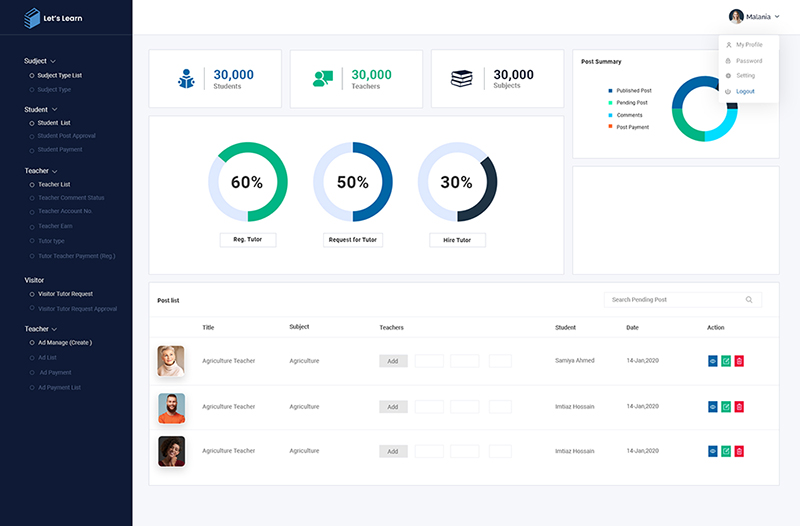 Let's Learn
Malania
My Profile
Password
Setting
Logout
Sudject
Sudject Type List
Sudject Type
Student
Student List
Student Post Approval
Student Payment
Teacher
Teacher List
Teacher Comment Status
Teacher Account No.
Teacher Earn
Tutor type
Tutor Teacher Payment (Reg.)
Visitor
Visitor Tutor Request
Visitor Tutor Request Approval
Teacher
Ad Manage (Create )
Ad List
Ad Payment
Ad Payment List
30,000
Students
30,000
Teachers
30,000
Subjects
Post Summary
Published Post
Pending Post
Comments
Post Payment
60%
50%
30%
Reg. Tutor
Request for Tutor
Hire Tutor
Post list
Search Pending Post
Title Subject Teachers Student Date Action
Agriculture Teacher Agriculture Add Samiya Ahmed 14-Jan,2020
Agriculture Teacher Agriculture Add Imtiaz Hossain 14-Jan,2020
Agriculture Teacher Agriculture Add Imtiaz Hossain 14-Jan,2020